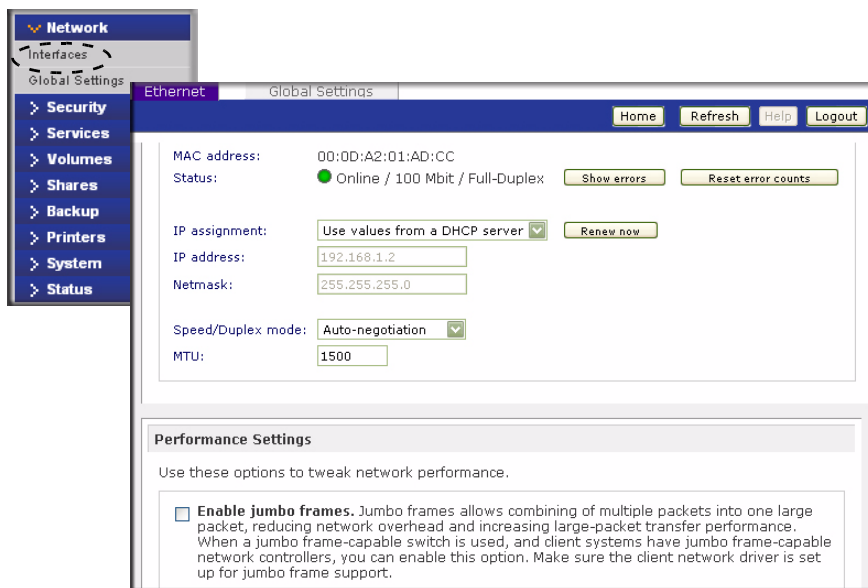 Network
Interfaces
Global Settings
Security
Services
Volumes
Shares
Backup
Printers
System
Status
Ethernet Global Settings
Home Refresh Help Logout
MAC address: 00:0D:A2:01:AD:CC
Status: Online / 100 Mbit / Full-Duplex Show errors Reset error counts
IP assignment: Use values from a DHCP server Renew now
IP address: 192.168.1.2
Netmask: 255.255.255.0
Speed/Duplex mode: Auto-negotiation
MTU: 1500
Performance Settings
Use these options to tweak network performance.
Enable jumbo frames. Jumbo frames allows combining of multiple packets into one large
packet, reducing network overhead and increasing large-packet transfer performance.
When a jumbo frame-capable switch is used, and client systems have jumbo frame-capable
network controllers, you can enable this option. Make sure the client network driver is set
up for jumbo frame support.